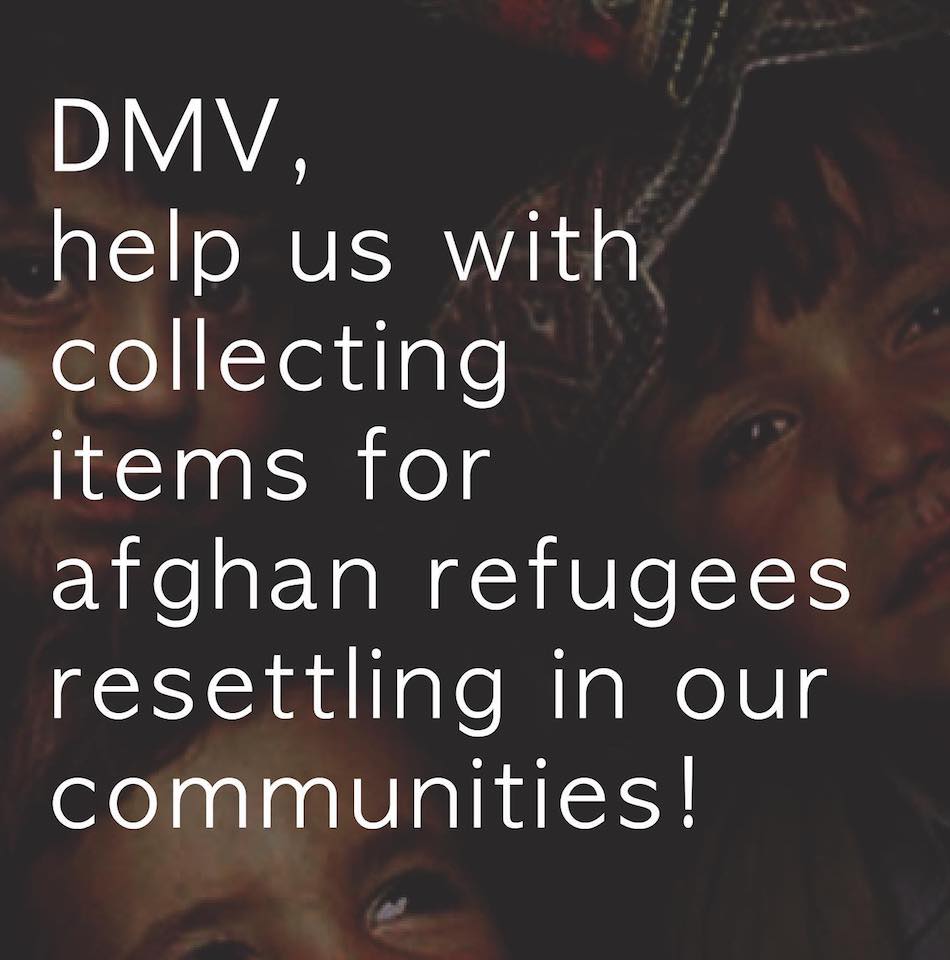 DMV,
help us with
collecting
items for
afghan refugees
resettling in our
communities!